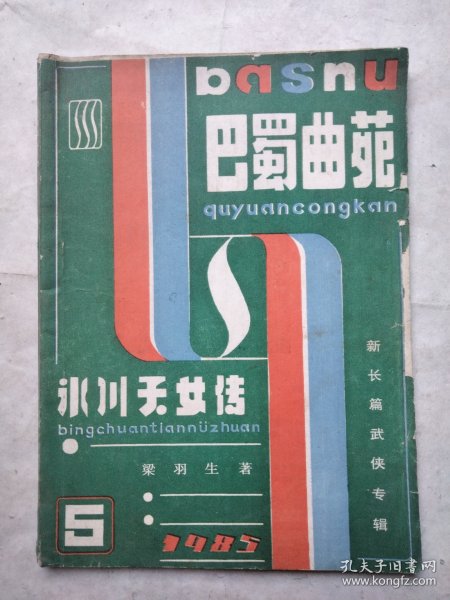 bashu
巴蜀曲苑
quyuancongkan
冰川天女传
bingchuantiannüzhuan
梁羽生著
新长篇武侠专辑
5
1985
孔夫子旧书网
www.kongfz.com